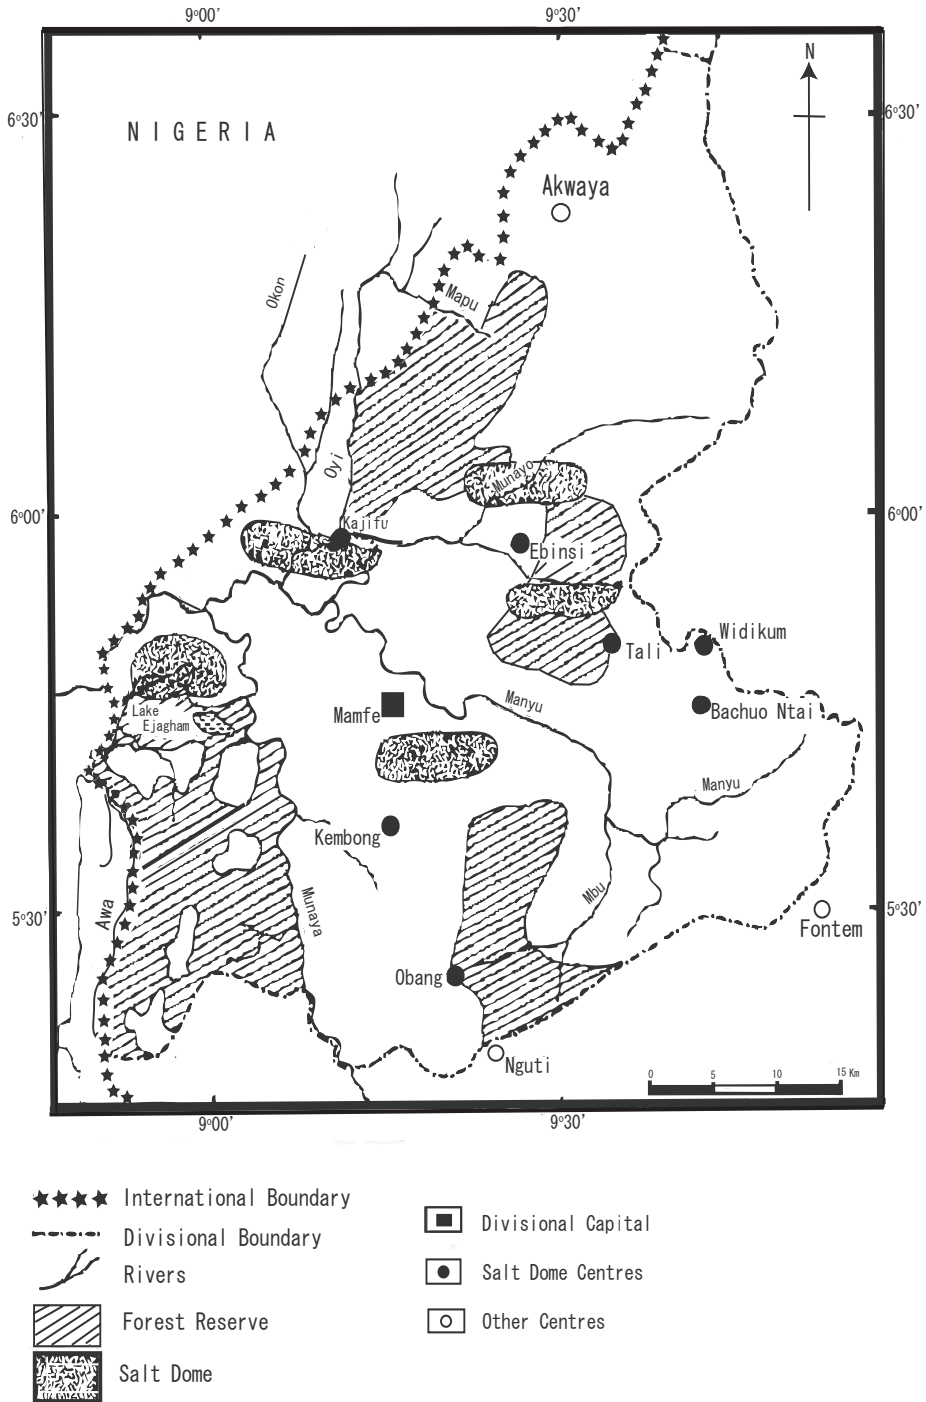 9°00'
9°30'
N
6°30'
6°30'
NIGERIA
Akwaya
Okon
Mapu
Oyi
Munayo
6°00'
6°00'
Kajifu
Ebinsi
Widikum
Tali
Lake
Ejagham
Mamfe
Manyu
Bachuo Ntai
Manyu
Kembong
Mbu
Munaya
Awa
5°30'
5°30'
Fontem
Obang
Nguti
0 5 10 15 Km
9°00'
9°30'
International Boundary
Divisional Boundary
Rivers
Forest Reserve
Salt Dome
Divisional Capital
Salt Dome Centres
Other Centres